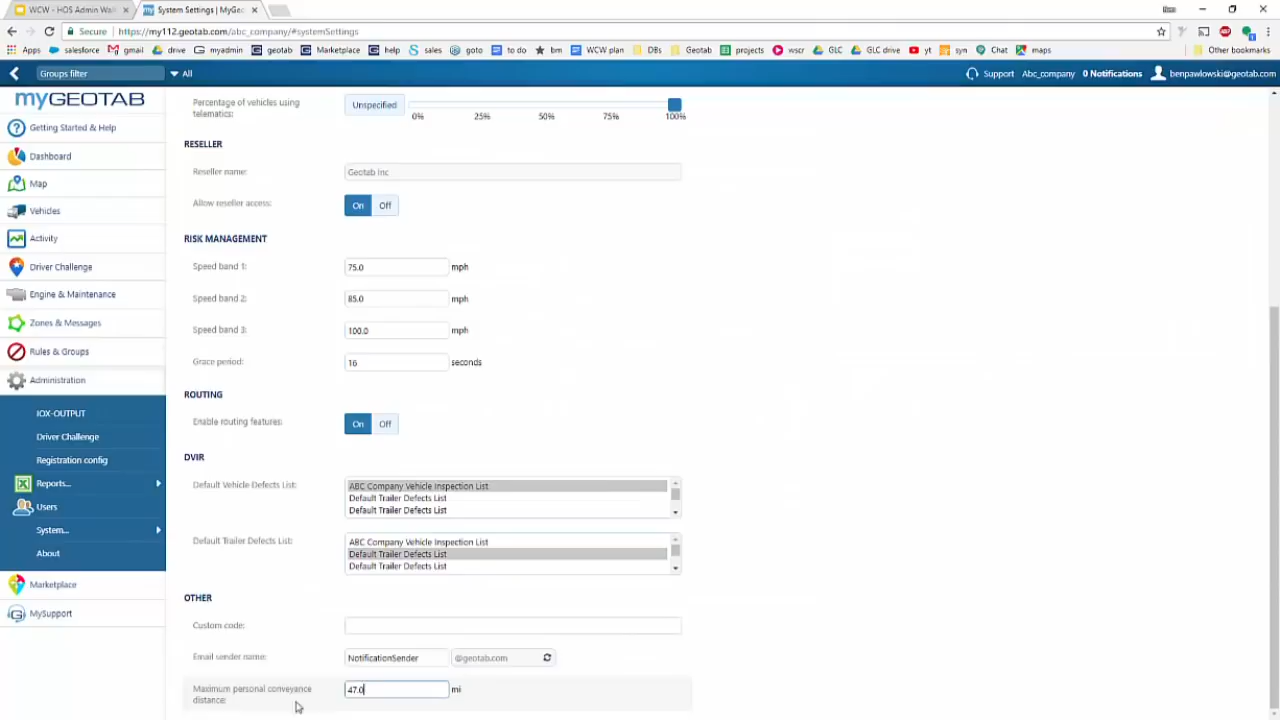 WCW - HOS Admin Wal
System Settings | MyGeo
Secure
https://my112.geotab.com/abc_company/#systemSettings
Apps
salesforce
gmail
drive
myadmin
geotab
Marketplace
help
sales
goto
to do
bm
WCW plan
DBs
Geotab
projects
wscr
GLC
GLC drive
yt
syn
Chat
maps
Other bookmarks
Groups filter
All
Support
Abc_company
0 Notifications
benpawlowski@geotab.com
myGEOTAB
Getting Started & Help
Dashboard
Map
Vehicles
Activity
Driver Challenge
Engine & Maintenance
Zones & Messages
Rules & Groups
Administration
IOX-OUTPUT
Driver Challenge
Registration config
Reports...
Users
System...
About
Marketplace
MySupport
Percentage of vehicles using
telematics:
Unspecified
0% 25% 50% 75% 100%
RESELLER
Reseller name:
Geotab Inc
Allow reseller access:
On Off
RISK MANAGEMENT
Speed band 1:
75.0 mph
Speed band 2:
85.0 mph
Speed band 3:
100.0 mph
Grace period:
16 seconds
ROUTING
Enable routing features:
On Off
DVIR
Default Vehicle Defects List:
ABC Company Vehicle Inspection List
Default Trailer Defects List
Default Trailer Defects List
Default Trailer Defects List:
ABC Company Vehicle Inspection List
Default Trailer Defects List
Default Trailer Defects List
OTHER
Custom code:
Email sender name:
NotificationSender
@geotab.com
Maximum personal conveyance
distance:
47.0 mi